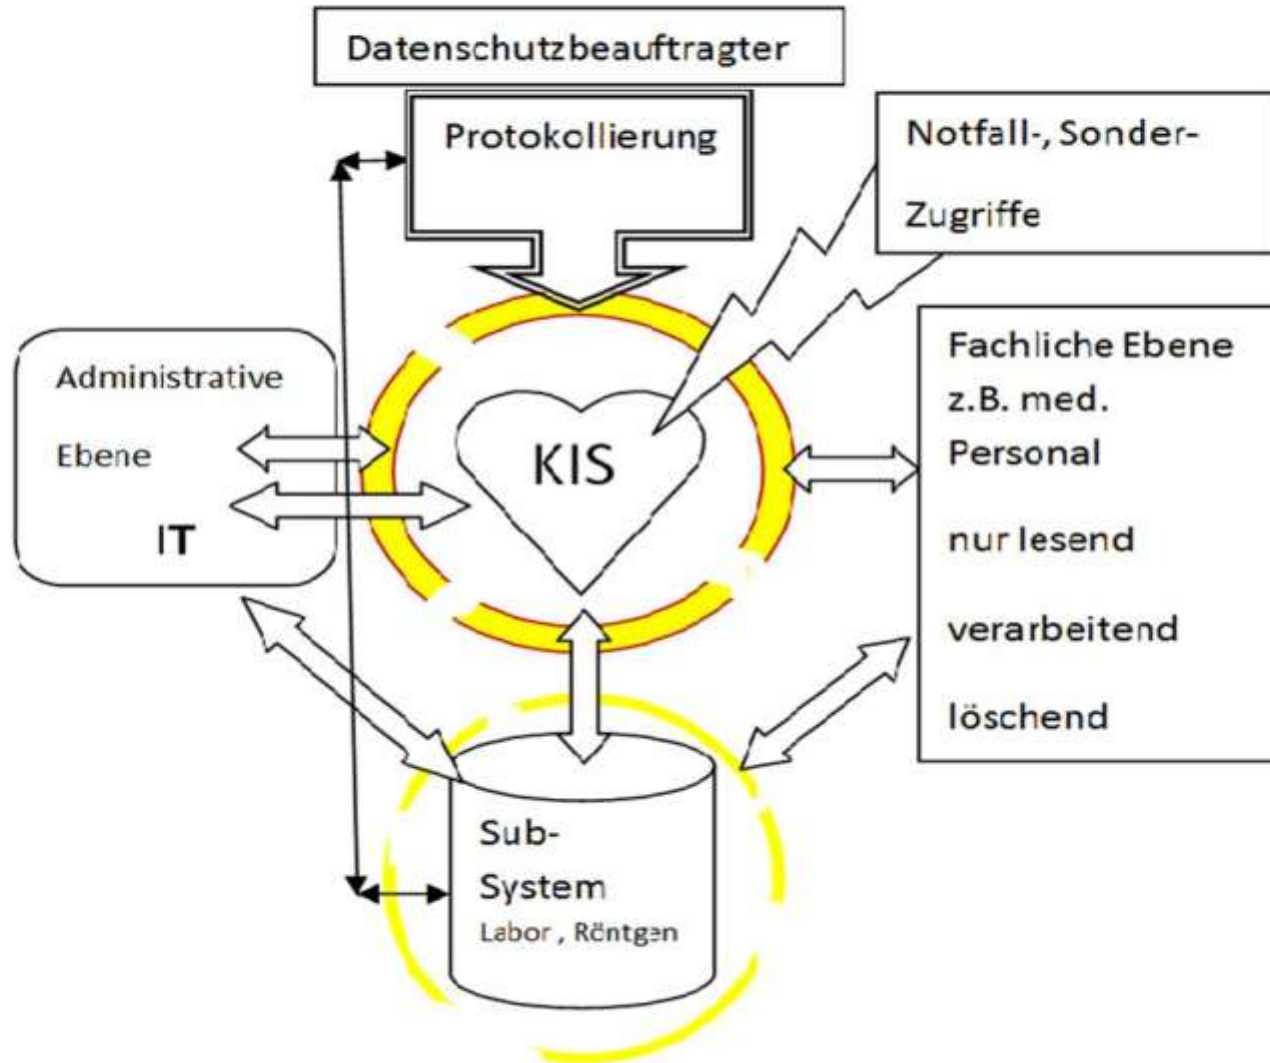 Datenschutzbeauftragter
Protokollierung
Notfall-, Sonder-
Zugriffe
Administrative
Ebene
IT
KIS
Fachliche Ebene
z.B. med.
Personal
nur lesend
verarbeitend
löschend
Sub-
System
Labor , Röntgen